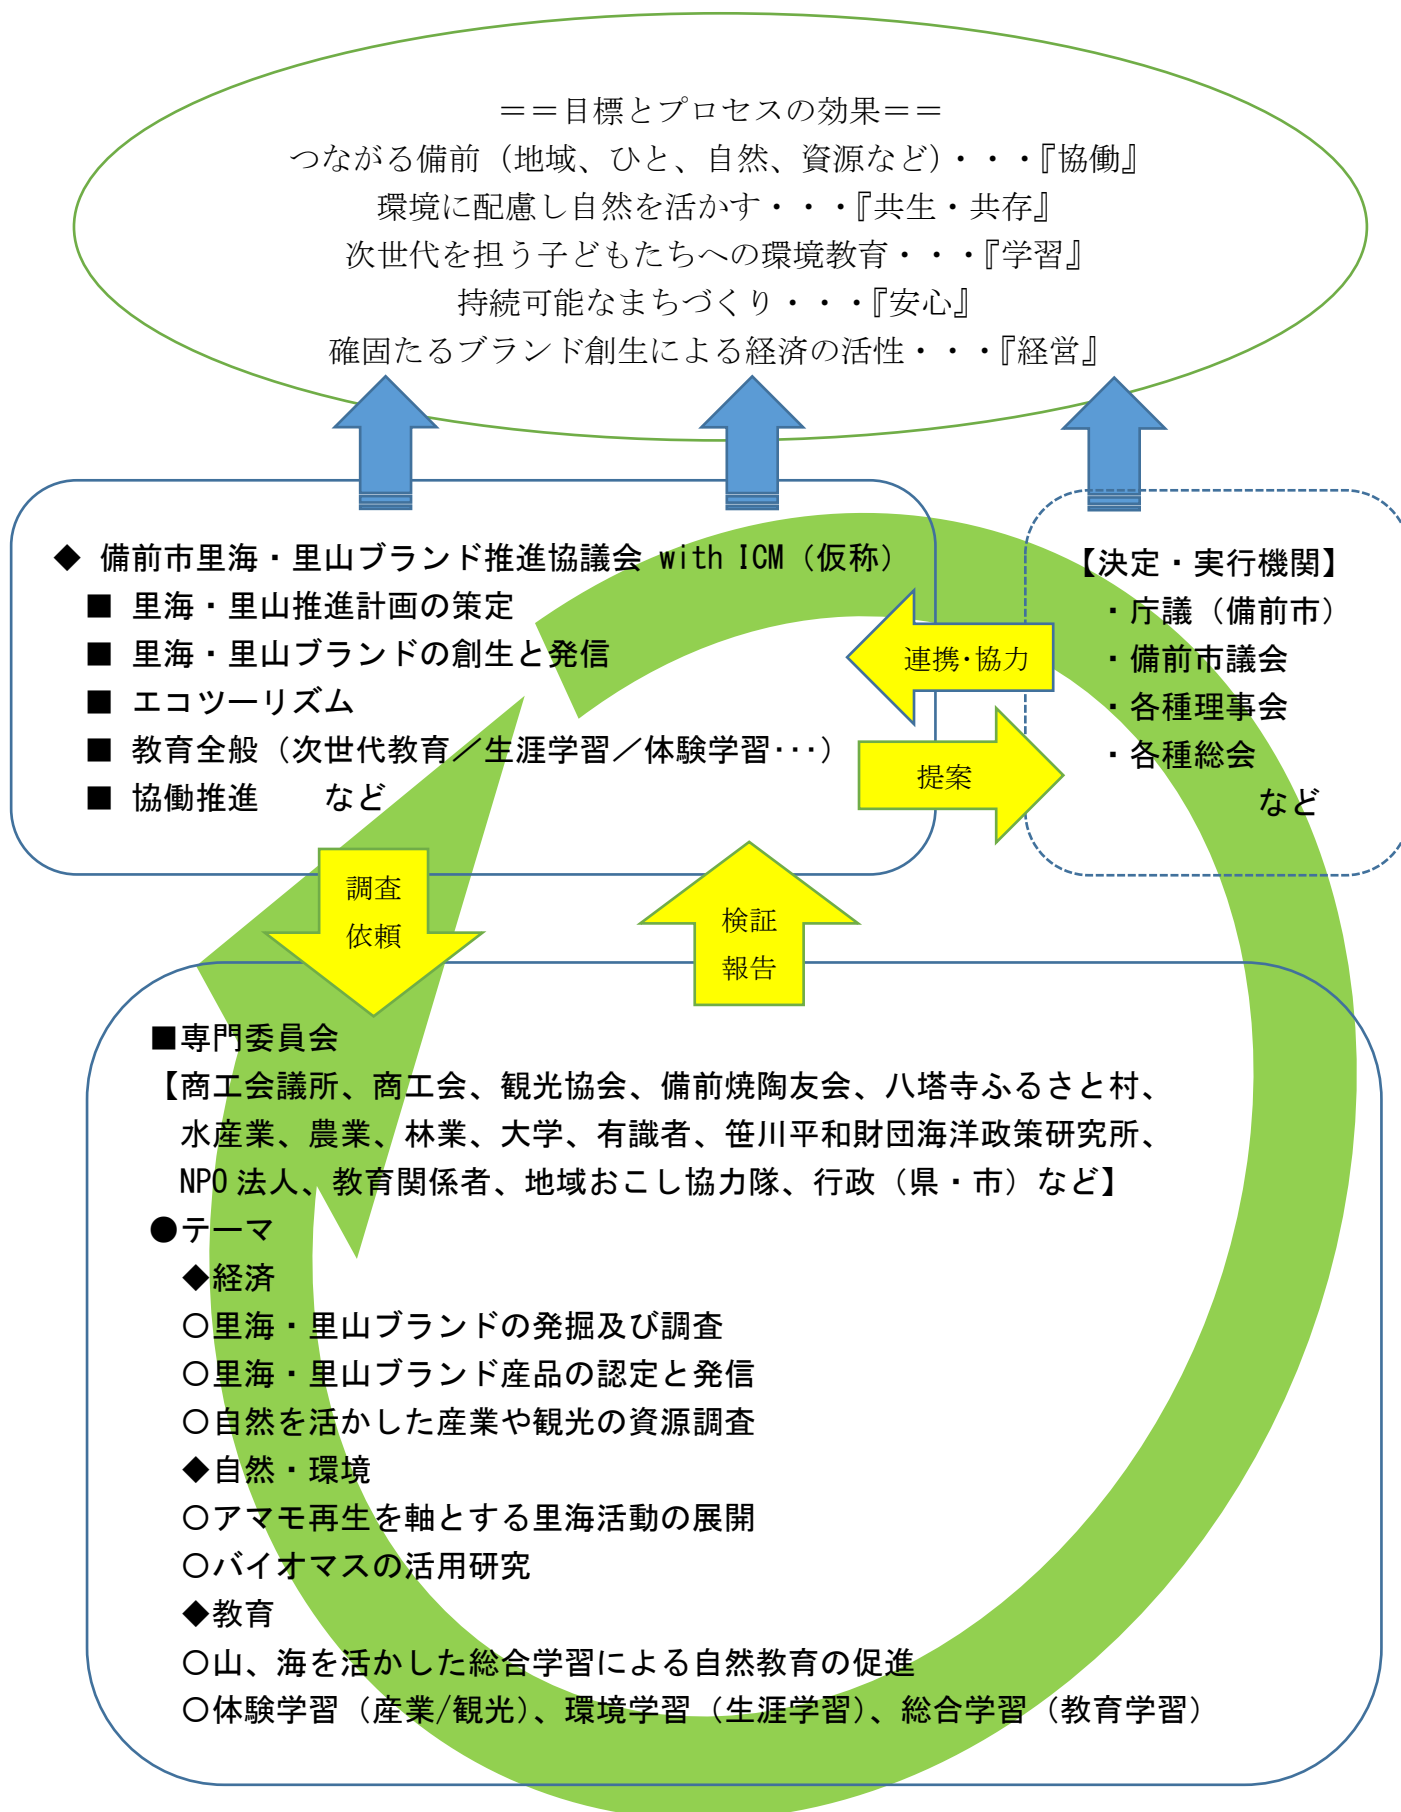 ＝＝目標とプロセスの効果＝＝
つながる備前（地域、ひと、自然、資源など）・・・『協働』
環境に配慮し自然を活かす・・・『共生・共存』
次世代を担う子どもたちへの環境教育・・・『学習』
持続可能なまちづくり・・・『安心』
確固たるブランド創生による経済の活性・・・『経営』
◆ 備前市里海・里山ブランド推進協議会 with ICM（仮称）
■ 里海・里山推進計画の策定
■ 里海・里山ブランドの創生と発信
■ エコツーリズム
■ 教育全般（次世代教育／生涯学習／体験学習･･･）
■ 協働推進　　など
【決定・実行機関】
・庁議（備前市）
・備前市議会
・各種理事会
・各種総会
など
連携･協力
提案
調査
依頼
検証
報告
■専門委員会
【商工会議所、商工会、観光協会、備前焼陶友会、八塔寺ふるさと村、
水産業、農業、林業、大学、有識者、笹川平和財団海洋政策研究所、
NPO法人、教育関係者、地域おこし協力隊、行政（県・市）など】
●テーマ
◆経済
○里海・里山ブランドの発掘及び調査
○里海・里山ブランド産品の認定と発信
○自然を活かした産業や観光の資源調査
◆自然・環境
○アマモ再生を軸とする里海活動の展開
○バイオマスの活用研究
◆教育
○山、海を活かした総合学習による自然教育の促進
○体験学習（産業/観光）、環境学習（生涯学習）、総合学習（教育学習）